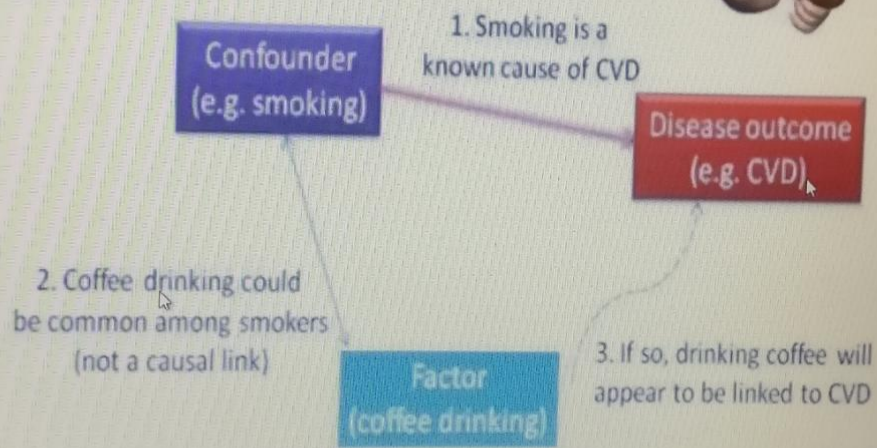 Confounder
(e.g. smoking)
1. Smoking is a
known cause of CVD
Disease outcome
(e.g. CVD)
2. Coffee drinking could
be common among smokers
(not a causal link)
Factor
(coffee drinking)
3. If so, drinking coffee will
appear to be linked to CVD